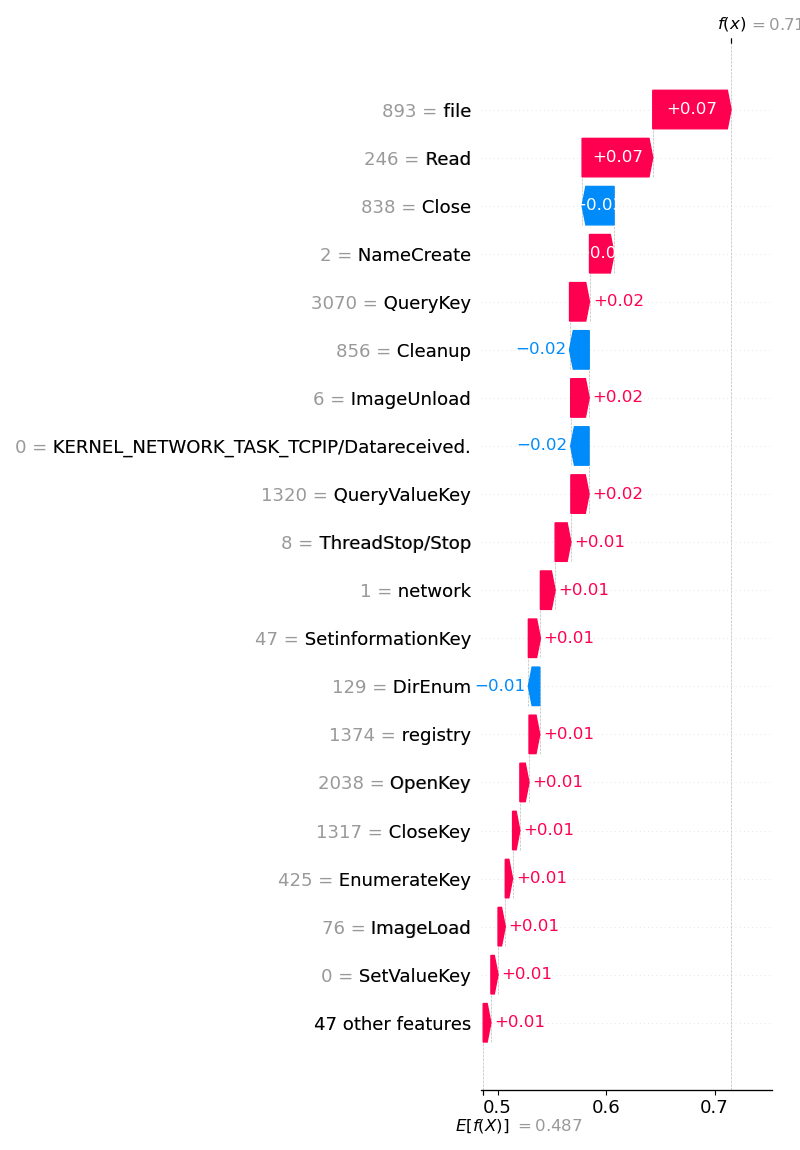 f(x) = 0.71
893 = file
+0.07
246 = Read
+0.07
838 = Close
−0.03
2 = NameCreate
0.0
3070 = QueryKey
+0.02
856 = Cleanup
−0.02
6 = ImageUnload
+0.02
0 = KERNEL_NETWORK_TASK_TCPIP/Datareceived.
−0.02
1320 = QueryValueKey
+0.02
8 = ThreadStop/Stop
+0.01
1 = network
+0.01
47 = SetinformationKey
+0.01
129 = DirEnum
−0.01
1374 = registry
+0.01
2038 = OpenKey
+0.01
1317 = CloseKey
+0.01
425 = EnumerateKey
+0.01
76 = ImageLoad
+0.01
0 = SetValueKey
+0.01
47 other features
+0.01
0.5 0.6 0.7
E[f(X)] = 0.487